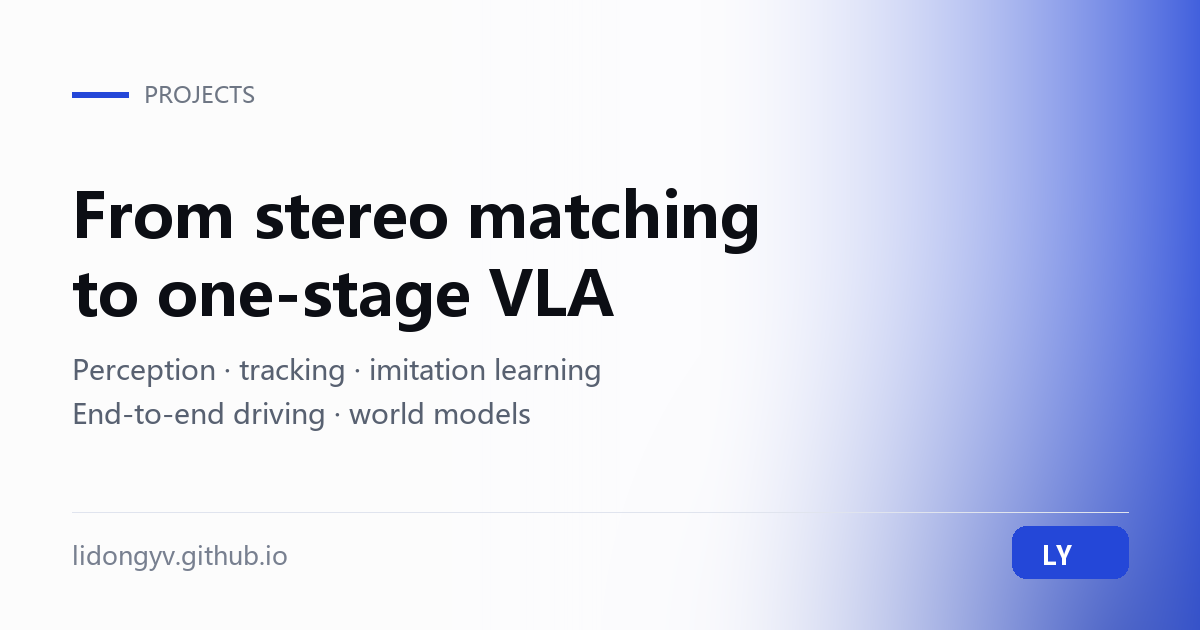 PROJECTS
From stereo matching
to one-stage VLA
Perception · tracking · imitation learning
End-to-end driving · world models
lidongyv.github.io
LY